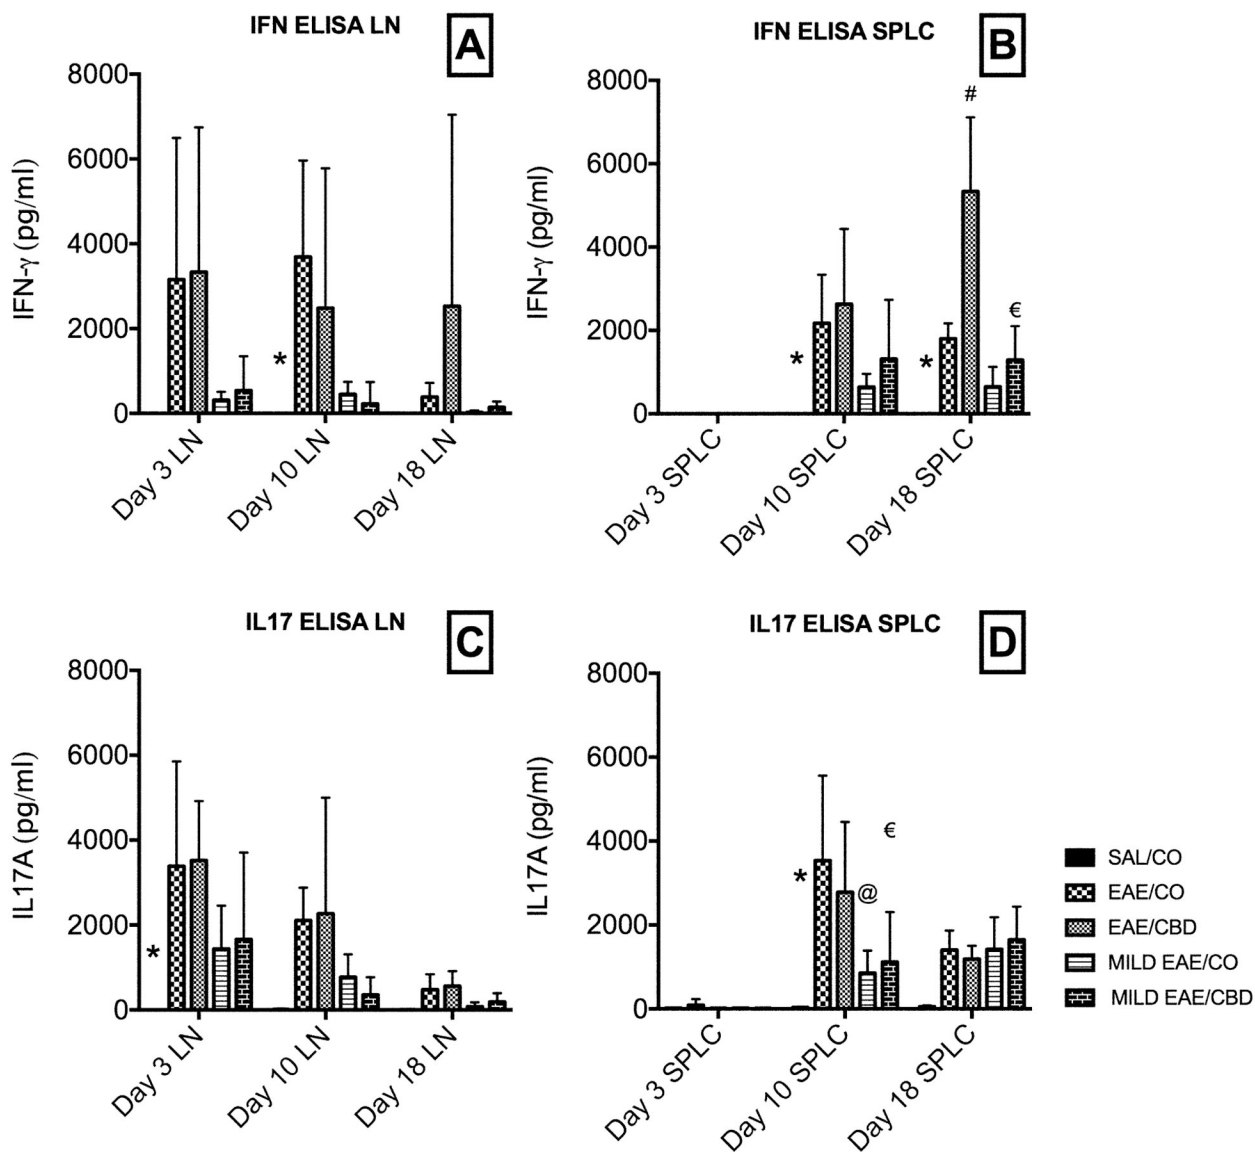 IFN ELISA LN
A
8000
6000
4000
2000
0
IFN-γ (pg/ml)
*
Day 3 LN
Day 10 LN
Day 18 LN
IFN ELISA SPLC
B
8000
6000
4000
2000
0
IFN-γ (pg/ml)
#
€
*
*
Day 3 SPLC
Day 10 SPLC
Day 18 SPLC
IL17 ELISA LN
C
8000
6000
4000
2000
0
IL17A (pg/ml)
*
Day 3 LN
Day 10 LN
Day 18 LN
IL17 ELISA SPLC
D
8000
6000
4000
2000
0
IL17A (pg/ml)
€
*
@
Day 3 SPLC
Day 10 SPLC
Day 18 SPLC
SAL/CO
EAE/CO
EAE/CBD
MILD EAE/CO
MILD EAE/CBD